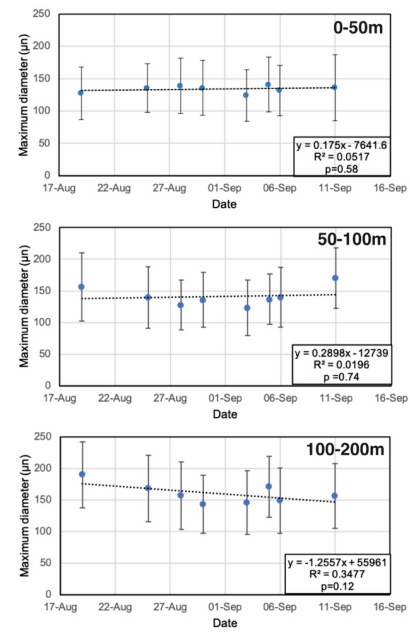 0-50m
Maximum diameter (µn)
250
200
150
100
50
0
y = 0.175x - 7641.6
R² = 0.0517
p=0.58
17-Aug 22-Aug 27-Aug 01-Sep 06-Sep 11-Sep 16-Sep
Date
50-100m
Maximum diameter (µn)
250
200
150
100
50
0
y = 0.2898x - 12739
R² = 0.0196
p =0.74
17-Aug 22-Aug 27-Aug 01-Sep 06-Sep 11-Sep 16-Sep
Date
100-200m
Maximum diameter (µn)
250
200
150
100
50
0
y = -1.2557x + 55961
R² = 0.3477
p=0.12
17-Aug 22-Aug 27-Aug 01-Sep 06-Sep 11-Sep 16-Sep
Date